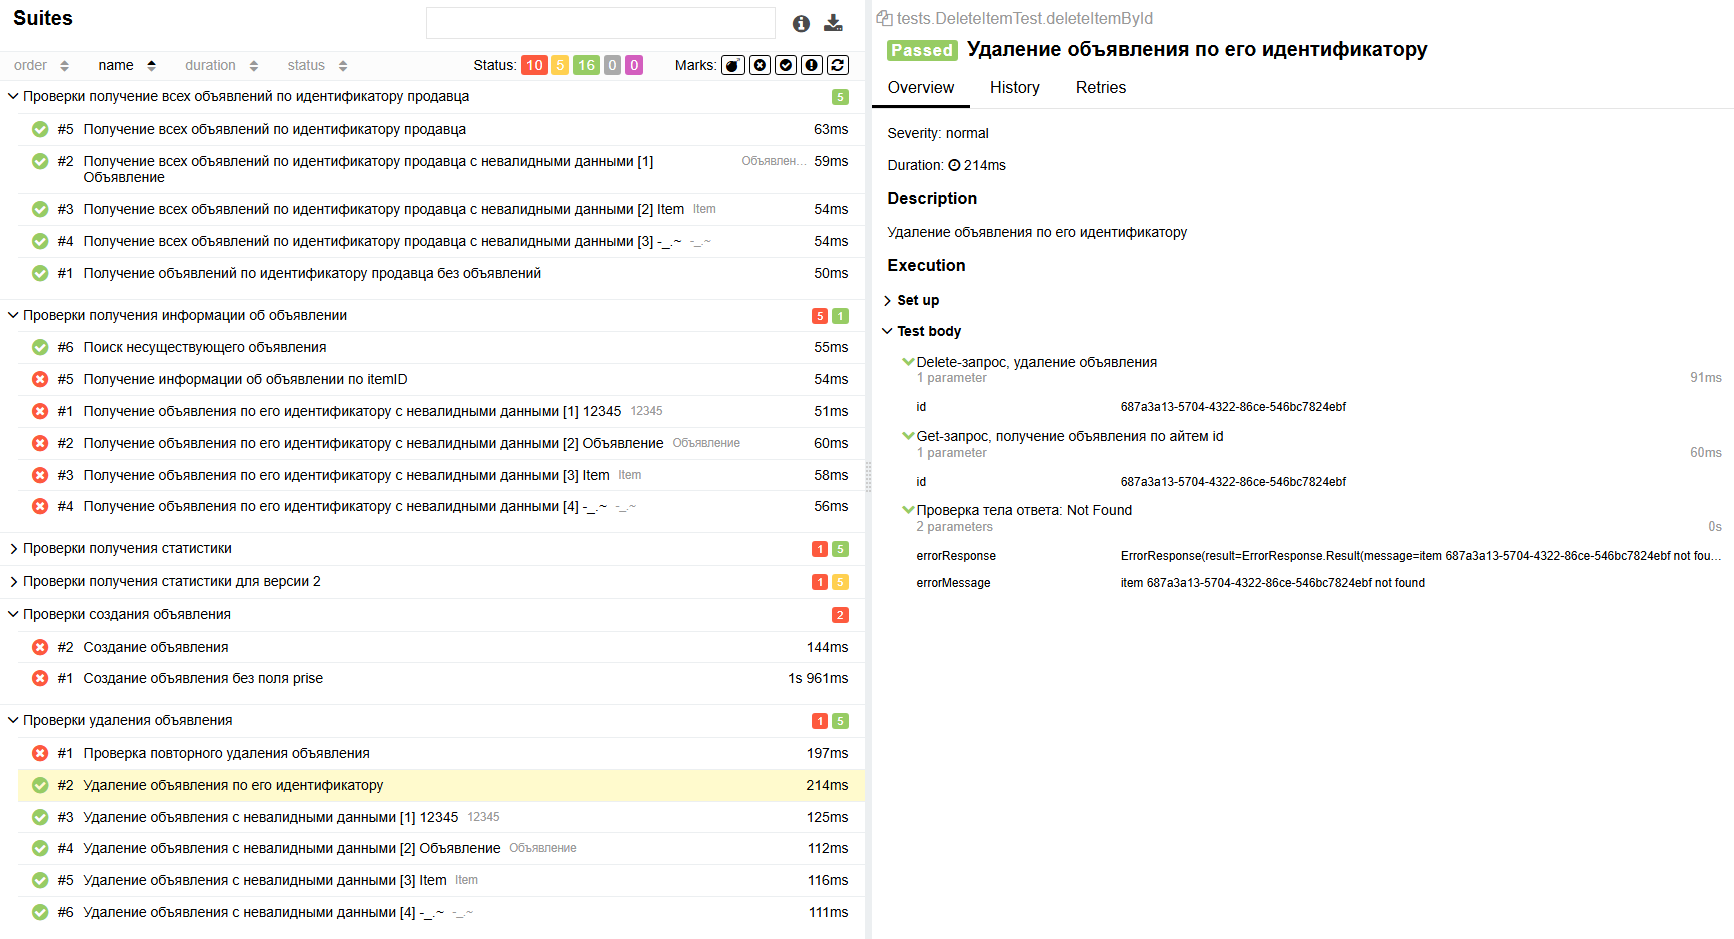 Suites
order name duration status Status: 10 5 16 0 0 Marks:
Проверки получение всех объявлений по идентификатору продавца 5
#5 Получение всех объявлений по идентификатору продавца 63ms
#2 Получение всех объявлений по идентификатору продавца с невалидными данными [1] Объявлен... 59ms
Объявление
#3 Получение всех объявлений по идентификатору продавца с невалидными данными [2] Item Item 54ms
#4 Получение всех объявлений по идентификатору продавца с невалидными данными [3] -_.~ -_.~ 54ms
#1 Получение объявлений по идентификатору продавца без объявлений 50ms
Проверки получения информации об объявлении 5 1
#6 Поиск несуществующего объявления 55ms
#5 Получение информации об объявлении по itemID 54ms
#1 Получение объявления по его идентификатору с невалидными данными [1] 12345 12345 51ms
#2 Получение объявления по его идентификатору с невалидными данными [2] Объявление Объявление 60ms
#3 Получение объявления по его идентификатору с невалидными данными [3] Item Item 58ms
#4 Получение объявления по его идентификатору с невалидными данными [4] -_.~ -_.~ 56ms
Проверки получения статистики 1 5
Проверки получения статистики для версии 2 1 5
Проверки создания объявления 2
#2 Создание объявления 144ms
#1 Создание объявления без поля prise 1s 961ms
Проверки удаления объявления 1 5
#1 Проверка повторного удаления объявления 197ms
#2 Удаление объявления по его идентификатору 214ms
#3 Удаление объявления с невалидными данными [1] 12345 12345 125ms
#4 Удаление объявления с невалидными данными [2] Объявление Объявление 112ms
#5 Удаление объявления с невалидными данными [3] Item Item 116ms
#6 Удаление объявления с невалидными данными [4] -_.~ -_.~ 111ms
tests.DeleteItemTest.deleteItemById
Passed Удаление объявления по его идентификатору
Overview History Retries
Severity: normal
Duration: 214ms
Description
Удаление объявления по его идентификатору
Execution
Set up
Test body
Delete-запрос, удаление объявления
1 parameter 91ms
id 687a3a13-5704-4322-86ce-546bc7824ebf
Get-запрос, получение объявления по айтем id
1 parameter 60ms
id 687a3a13-5704-4322-86ce-546bc7824ebf
Проверка тела ответа: Not Found
2 parameters 0s
errorResponse ErrorResponse(result=ErrorResponse.Result(message=item 687a3a13-5704-4322-86ce-546bc7824ebf not fou...
errorMessage item 687a3a13-5704-4322-86ce-546bc7824ebf not found